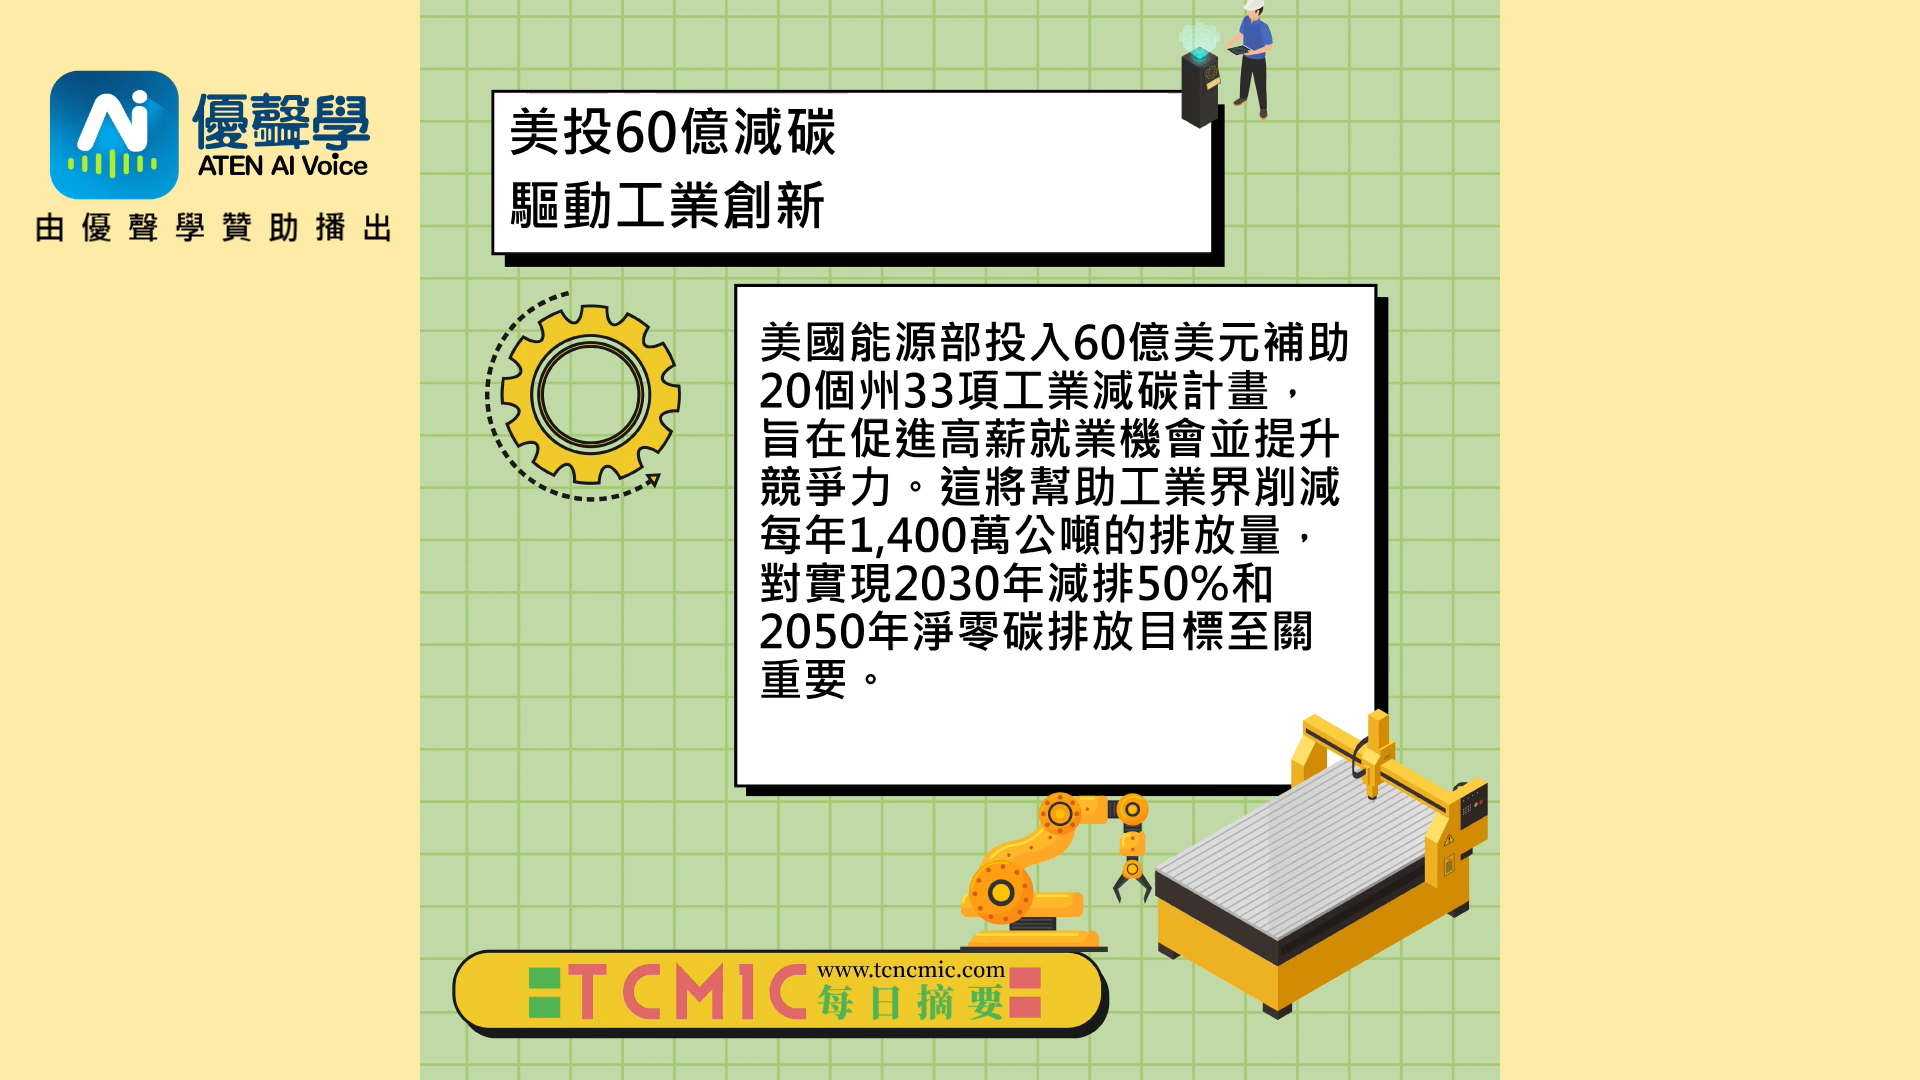 優聲學
ATEN AI Voice
由優聲學贊助播出
美投60億減碳
驅動工業創新
美國能源部投入60億美元補助
20個州33項工業減碳計畫，
旨在促進高薪就業機會並提升
競爭力。這將幫助工業界削減
每年1,400萬公噸的排放量，
對實現2030年減排50%和
2050年淨零碳排放目標至關
重要。
TCMIC
www.tcncmic.com
每日摘要